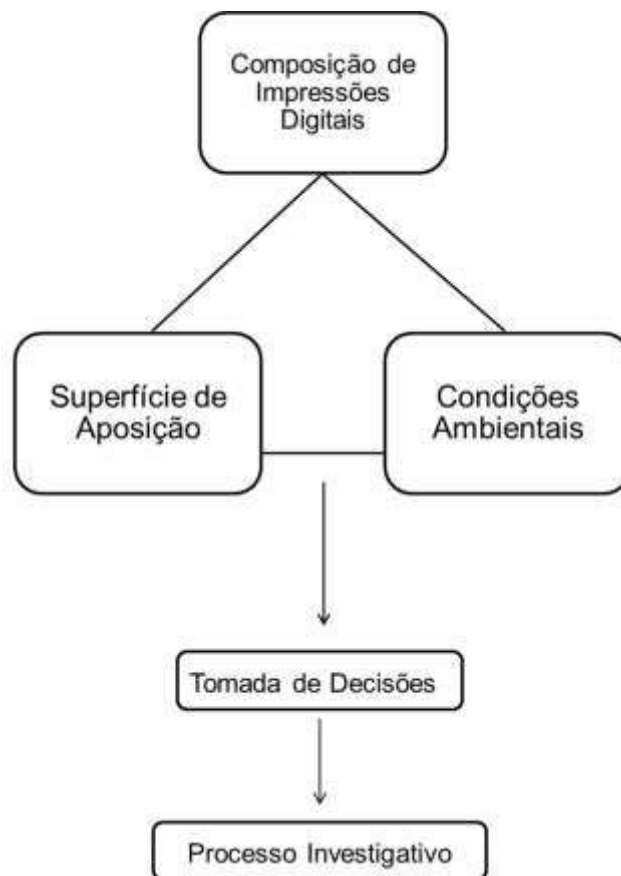 Composição de
Impressões
Digitais
Superfície de
Aposição
Condições
Ambientais
Tomada de Decisões
Processo Investigativo